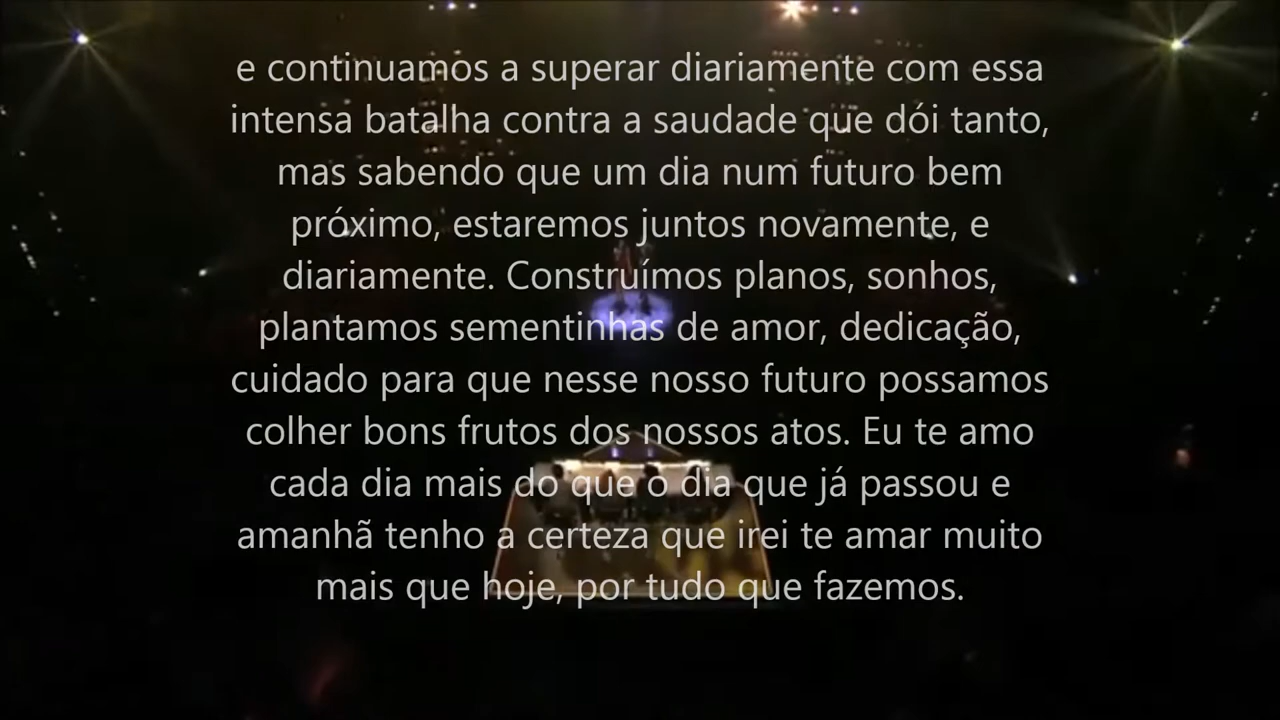 e continuamos a superar diariamente com essa
intensa batalha contra a saudade que dói tanto,
mas sabendo que um dia num futuro bem
próximo, estaremos juntos novamente, e
diariamente. Construímos planos, sonhos,
plantamos sementinhas de amor, dedicação,
cuidado para que nesse nosso futuro possamos
colher bons frutos dos nossos atos. Eu te amo
cada dia mais do que o dia que já passou e
amanhã tenho a certeza que irei te amar muito
mais que hoje, por tudo que fazemos.